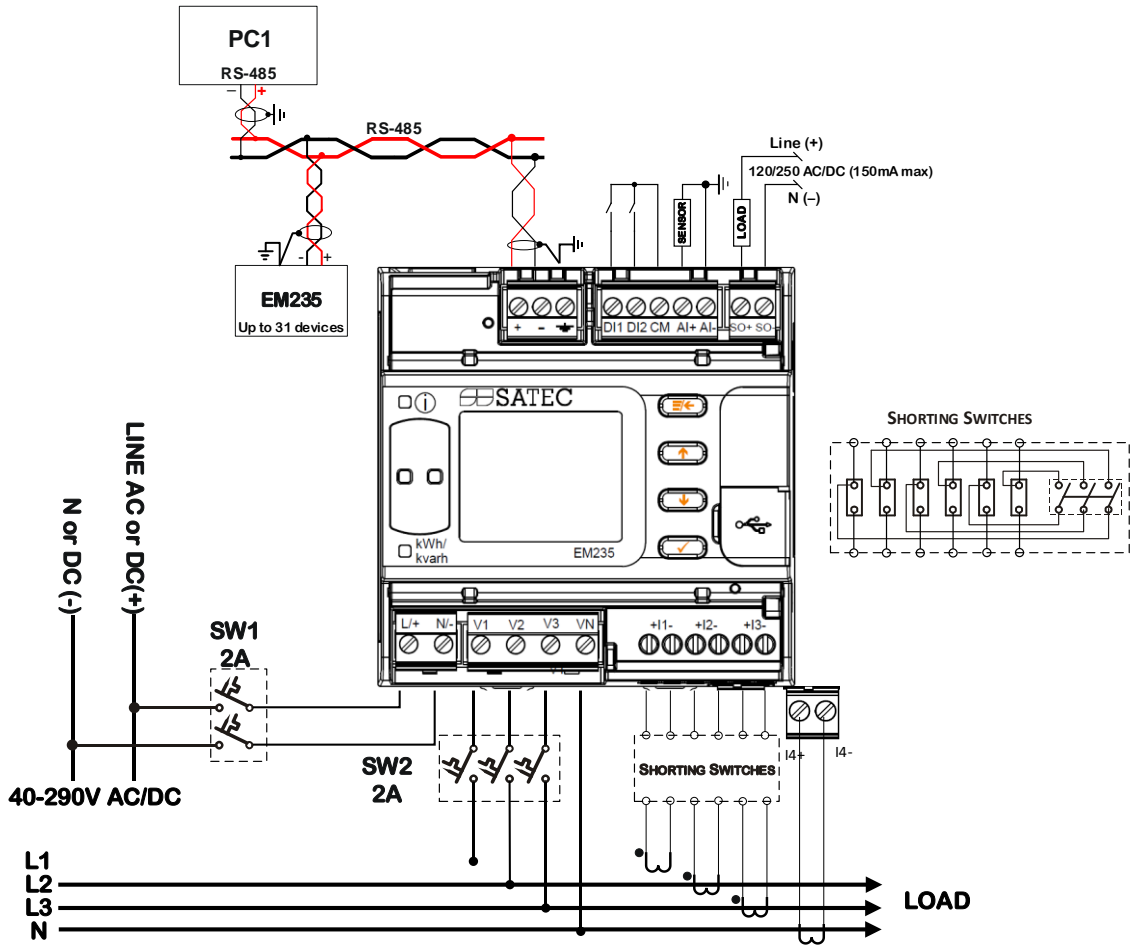 PC1
RS-485
– +
RS-485
Line (+)
120/250 AC/DC (150mA max)
N (–)
SENSOR
LOAD
- +
EM235
Up to 31 devices
+ –
DI1 DI2 CM AI+ AI-
SO+ SO-
SATEC
i
kWh/
kvarh
EM235
SHORTING SWITCHES
LINE AC or DC(+)
N or DC (-)
L/+ N/-
V1 V2 V3 VN
+I1- +I2- +I3-
SW1
2A
SW2
2A
SHORTING SWITCHES
I4+ I4-
40-290V AC/DC
L1
L2
L3
N
LOAD